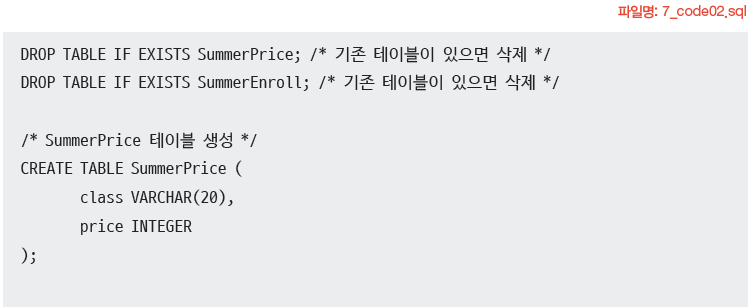 파일명: 7_code02.sql
DROP TABLE IF EXISTS SummerPrice; /* 기존 테이블이 있으면 삭제 */
DROP TABLE IF EXISTS SummerEnroll; /* 기존 테이블이 있으면 삭제 */
/* SummerPrice 테이블 생성 */
CREATE TABLE SummerPrice (
class VARCHAR(20),
price INTEGER
);